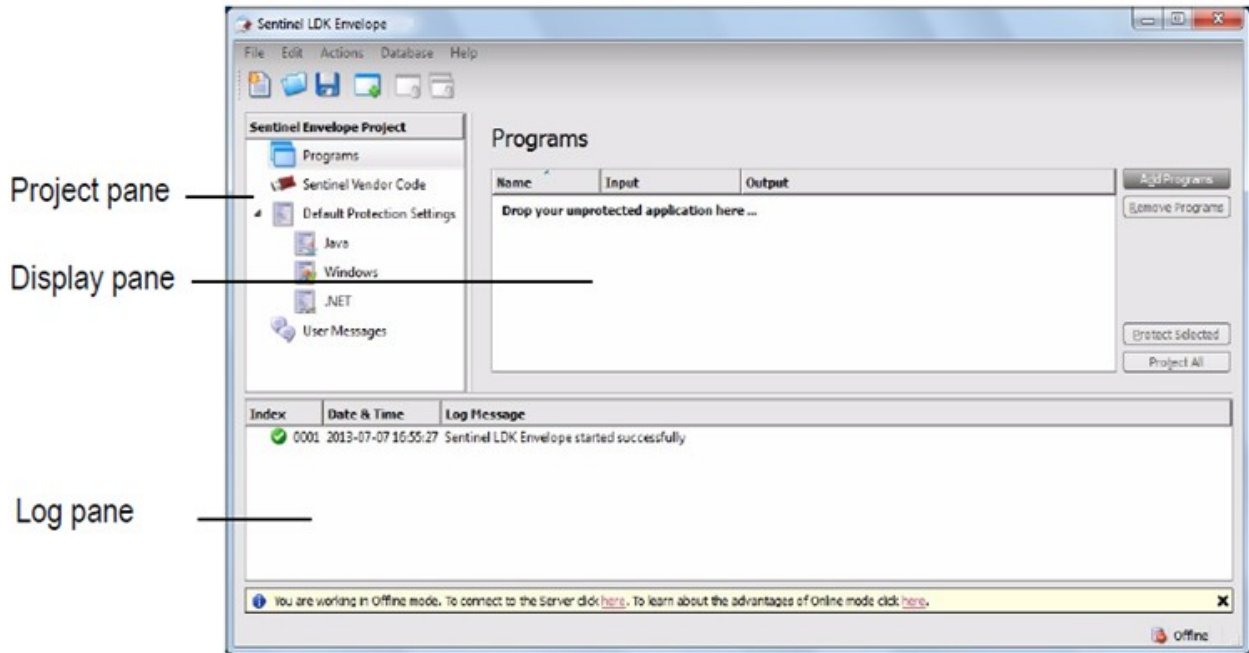 Sentinel LDK Envelope
File Edit Actions Database Help
Sentinel Envelope Project
Programs
Sentinel Vendor Code
Default Protection Settings
Java
Windows
.NET
User Messages
Project pane
Display pane
Log pane
Programs
Name Input Output
Drop your unprotected application here ...
Add Programs
Remove Programs
Protect Selected
Protect All
Index Date & Time Log Message
0001 2013-07-07 16:55:27 Sentinel LDK Envelope started successfully
You are working in Offline mode. To connect to the Server click here. To learn about the advantages of Online mode click here.
Offline